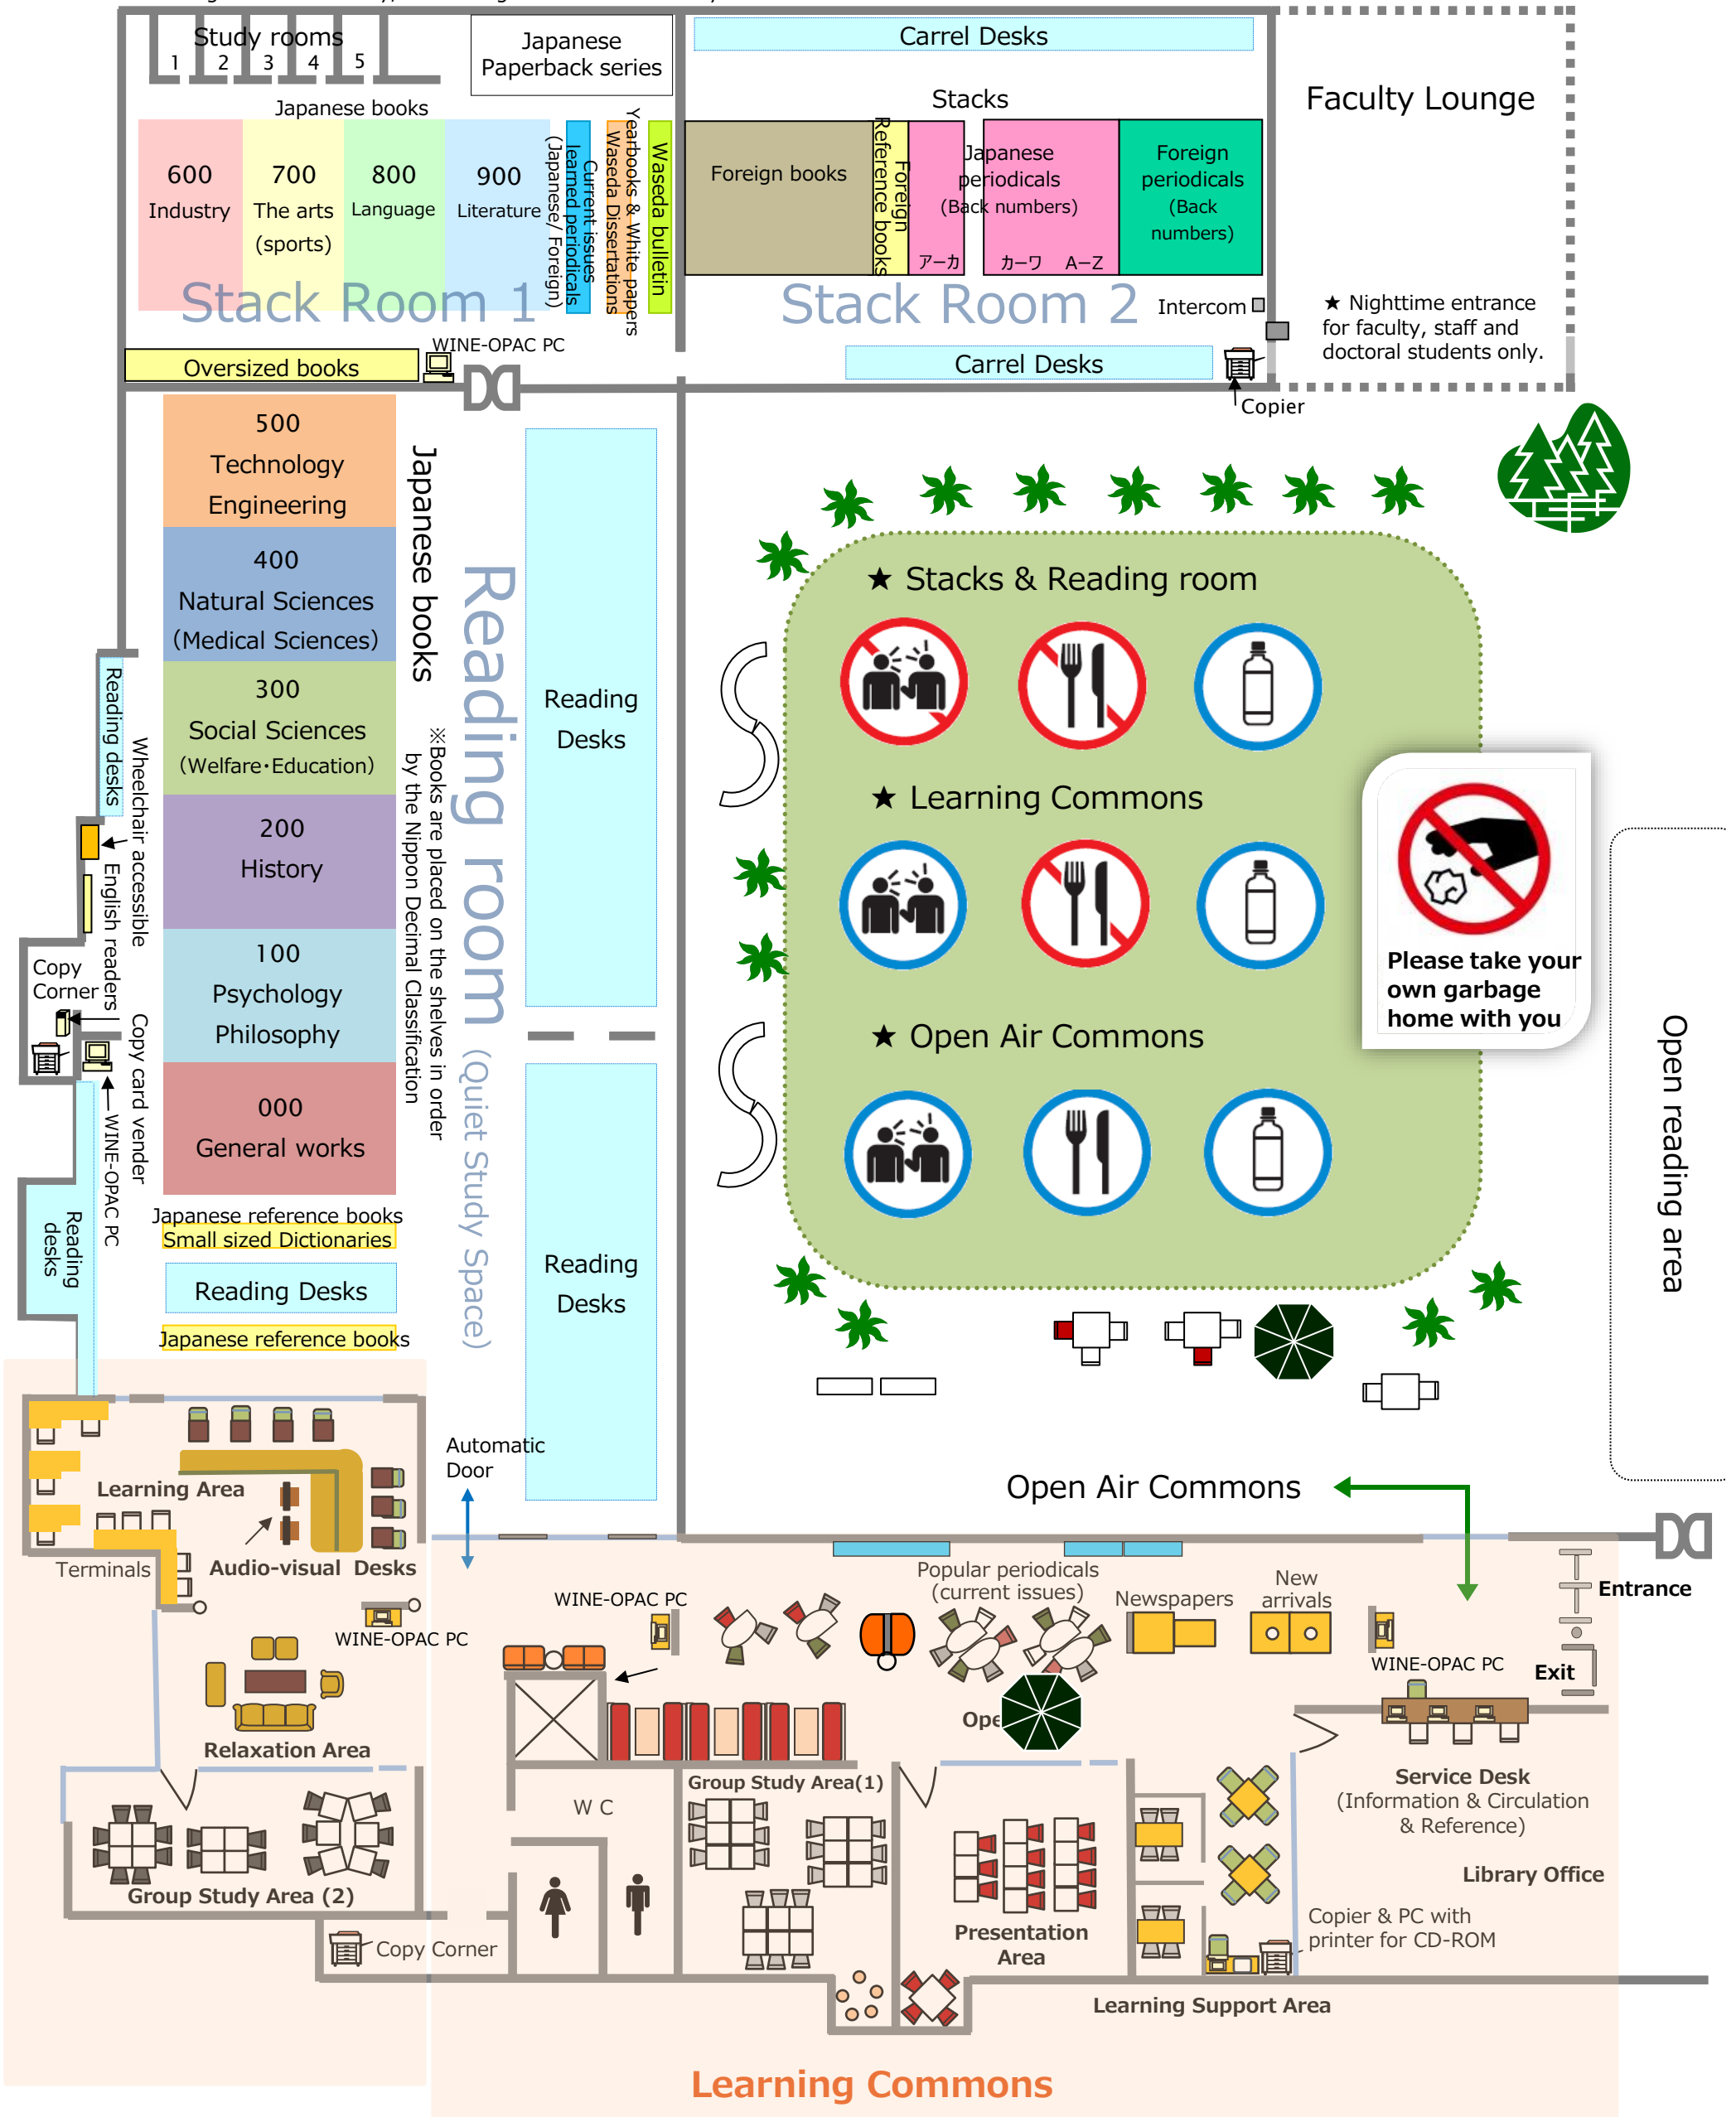 Study rooms
1 2 3 4 5
Japanese
Paperback series
Carrel Desks
Faculty Lounge
Japanese books
Stacks
600
Industry
700
The arts
(sports)
800
Language
900
Literature
Current issues
learned periodicals
(Japanese/ Foreign)
Yearbooks & White papers
Waseda Dissertations
Waseda bulletin
Foreign books
Foreign
Reference books
Japanese
periodicals
(Back numbers)
アーカ
カーワ A－Z
Foreign
periodicals
(Back
numbers)
Stack Room 1
Stack Room 2
Intercom
★ Nighttime entrance
for faculty, staff and
doctoral students only.
WINE-OPAC PC
Oversized books
Carrel Desks
Copier
500
Technology
Engineering
400
Natural Sciences
（Medical Sciences）
300
Social Sciences
（Welfare・Education）
200
History
100
Psychology
Philosophy
000
General works
Japanese books
※Books are placed on the shelves in order
by the Nippon Decimal Classification
Reading room (Quiet Study Space)
Reading
Desks
Reading
Desks
Reading desks
Wheelchair accessible
English readers
Copy
Corner
Copy card vender
WINE-OPAC PC
Reading
desks
Japanese reference books
Small sized Dictionaries
Reading Desks
Japanese reference books
★ Stacks & Reading room
★ Learning Commons
★ Open Air Commons
Please take your
own garbage
home with you
Open reading area
Automatic
Door
Open Air Commons
Learning Area
Terminals
Audio-visual Desks
WINE-OPAC PC
Relaxation Area
Group Study Area (2)
Copy Corner
WINE-OPAC PC
Popular periodicals
(current issues)
Newspapers
New
arrivals
Entrance
WINE-OPAC PC
Exit
Ope
Group Study Area(1)
W C
Service Desk
(Information & Circulation
& Reference)
Library Office
Presentation
Area
Copier & PC with
printer for CD-ROM
Learning Support Area
Learning Commons